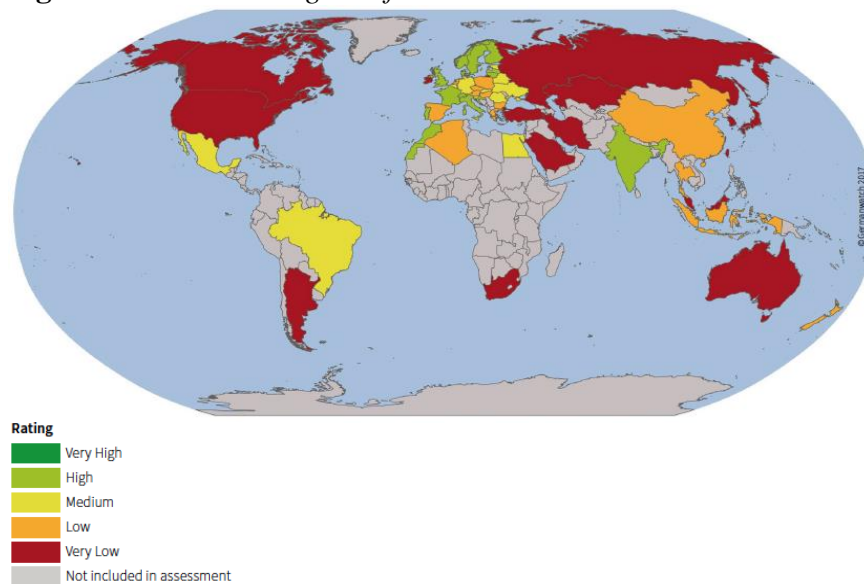 ©Germanwatch 2017
Rating
Very High
High
Medium
Low
Very Low
Not included in assessment